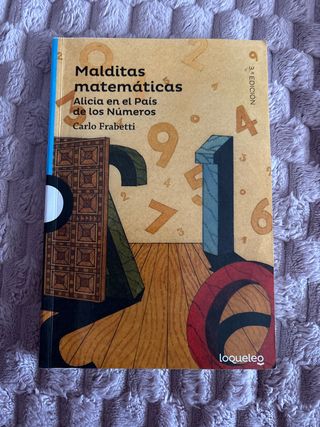 Malditas
matemáticas
Alicia en el País
de los Números
Carlo Frabetti
3.ª EDICIÓN
loqueleo